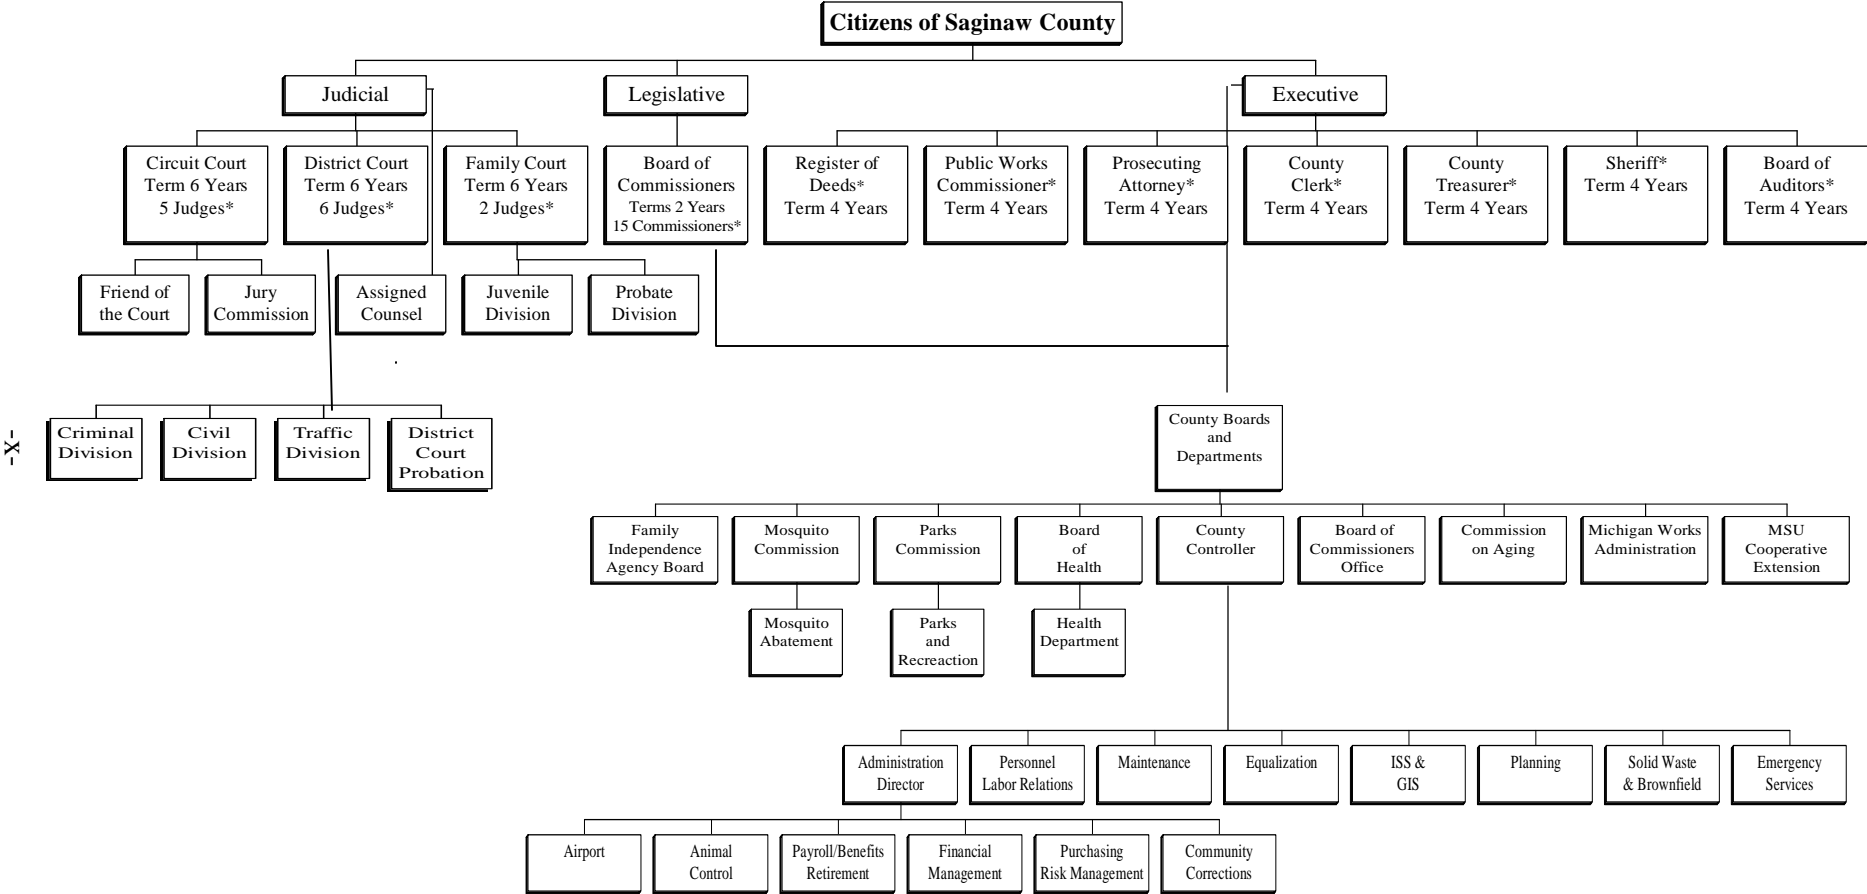 Citizens of Saginaw County
Judicial
Legislative
Executive
Circuit Court
Term 6 Years
5 Judges*
District Court
Term 6 Years
6 Judges*
Family Court
Term 6 Years
2 Judges*
Board of
Commissioners
Terms 2 Years
15 Commissioners*
Register of
Deeds*
Term 4 Years
Public Works
Commissioner*
Term 4 Years
Prosecuting
Attorney*
Term 4 Years
County
Clerk*
Term 4 Years
County
Treasurer*
Term 4 Years
Sheriff*
Term 4 Years
Board of
Auditors*
Term 4 Years
Friend of
the Court
Jury
Commission
Assigned
Counsel
Juvenile
Division
Probate
Division
-x-
Criminal
Division
Civil
Division
Traffic
Division
District
Court
Probation
County Boards
and
Departments
Family
Independence
Agency Board
Mosquito
Commission
Parks
Commission
Board
of
Health
County
Controller
Board of
Commissioners
Office
Commission
on Aging
Michigan Works
Administration
MSU
Cooperative
Extension
Mosquito
Abatement
Parks
and
Recreaction
Health
Department
Administration
Director
Personnel
Labor Relations
Maintenance
Equalization
ISS &
GIS
Planning
Solid Waste
& Brownfield
Emergency
Services
Airport
Animal
Control
Payroll/Benefits
Retirement
Financial
Management
Purchasing
Risk Management
Community
Corrections